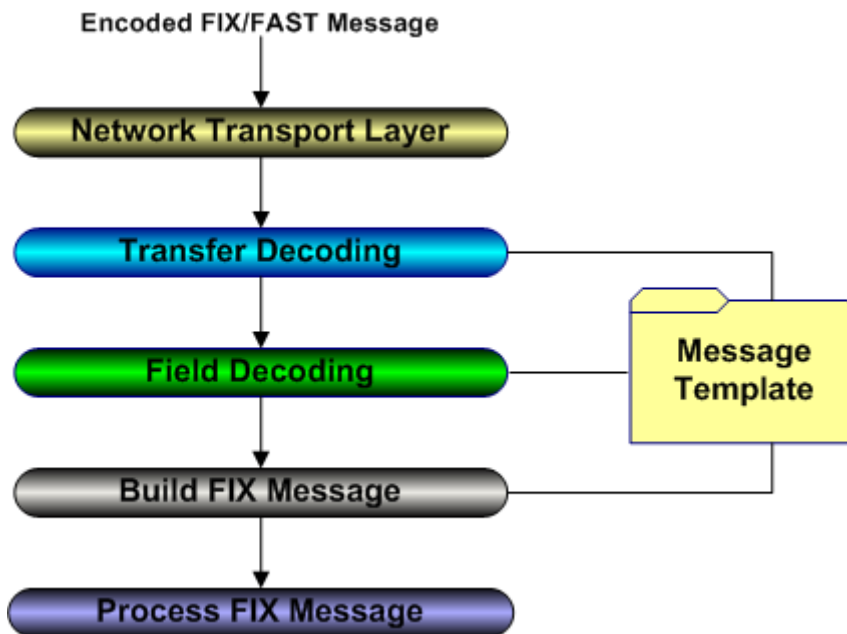 Encoded FIX/FAST Message
Network Transport Layer
Transfer Decoding
Field Decoding
Message
Template
Build FIX Message
Process FIX Message